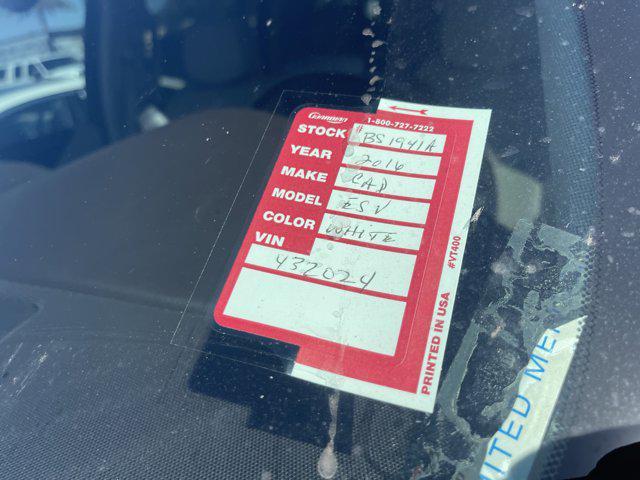 GUARDIAN
1-800-727-7222
STOCK # BS1941A
YEAR 2016
MAKE CAD
MODEL ESV
COLOR WHITE
VIN
432024
PRINTED IN USA #VT400